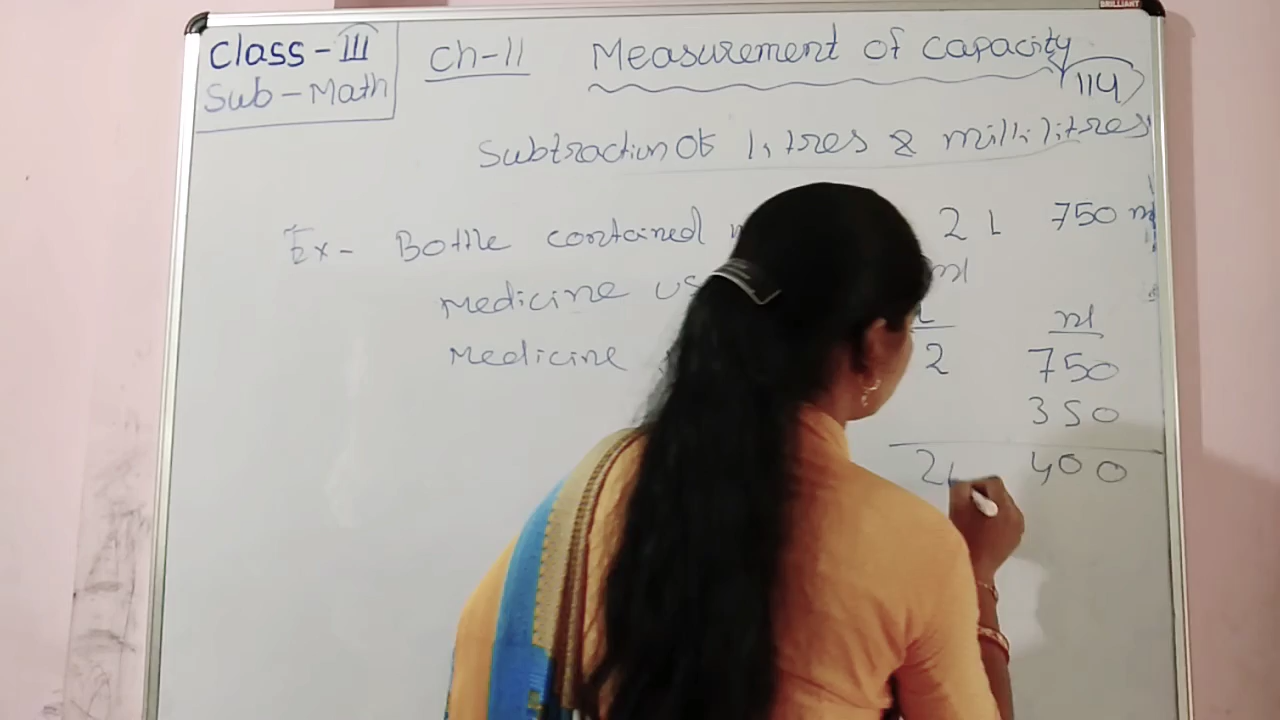 BRILLIANT
Class - III
Sub - Math
Ch-11 Measurement of capacity
114
Subtraction of litres & millilitres
Ex- Bottle contained 2 L 750 ml
Medicine ml
Medicine
L ml
2 750
350
2L 400